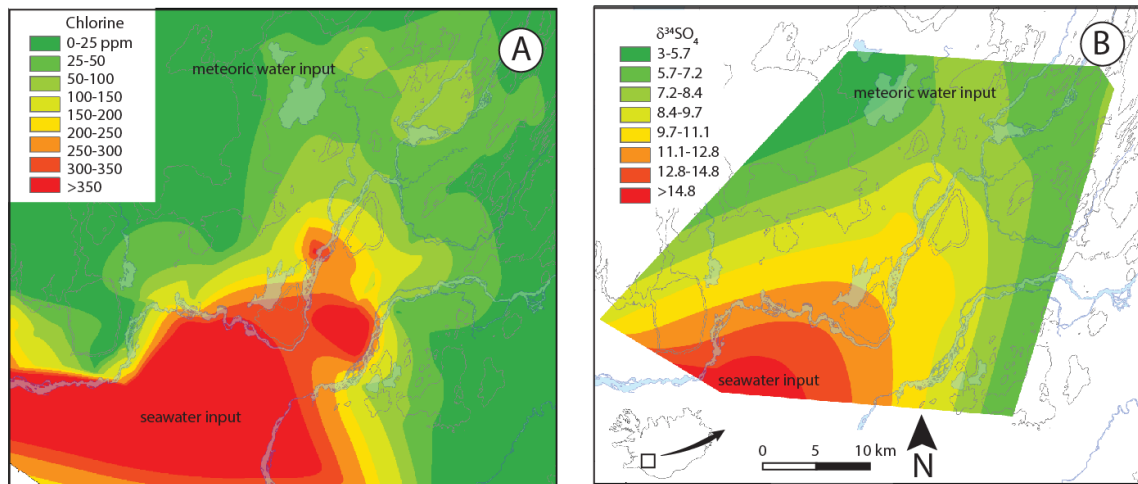 Chlorine
0-25 ppm
25-50
50-100
100-150
150-200
200-250
250-300
300-350
>350
A
meteoric water input
seawater input
B
δ³⁴SO₄
3-5.7
5.7-7.2
7.2-8.4
8.4-9.7
9.7-11.1
11.1-12.8
12.8-14.8
>14.8
meteoric water input
seawater input
0 5 10 km
N